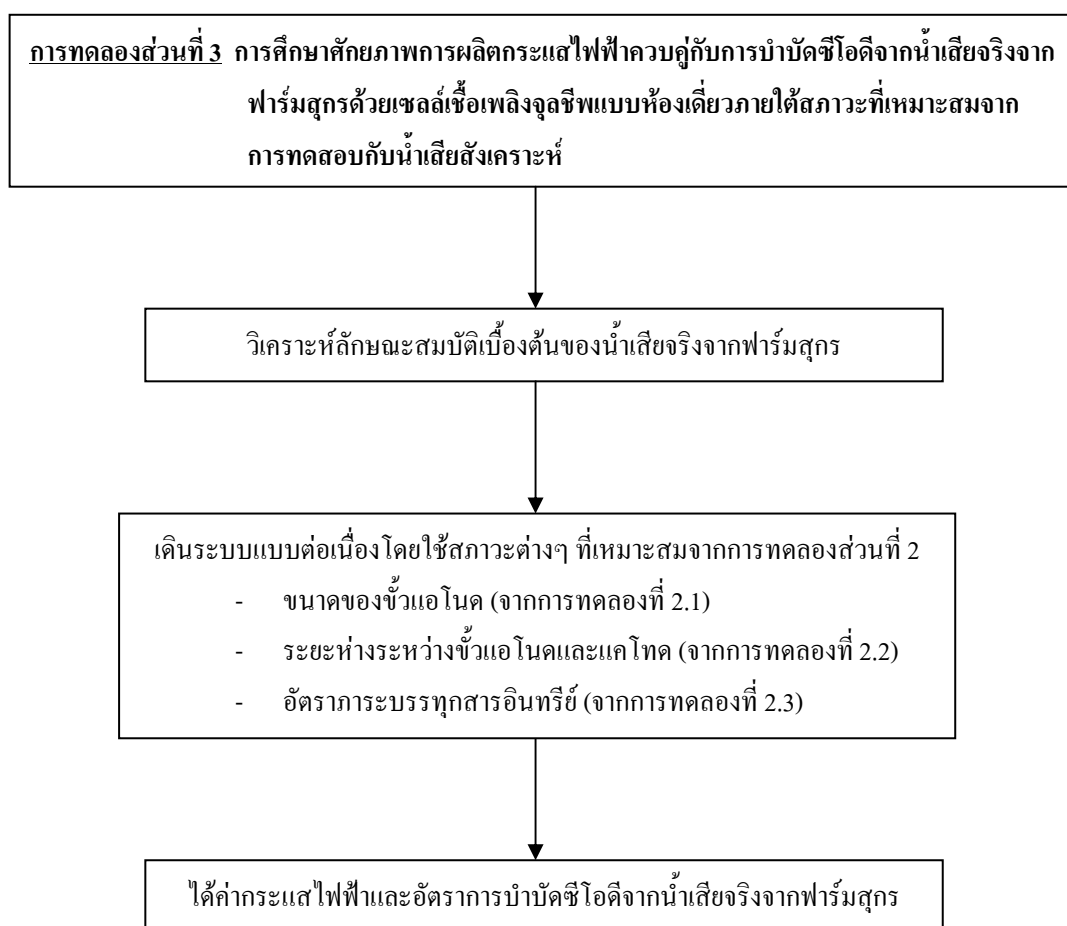 การทดลองส่วนที่ 3 การศึกษาศักยภาพการผลิตกระแสไฟฟ้าควบคู่กับการบำบัดซีโอดีจากน้ำเสียจริงจาก
ฟาร์มสุกรด้วยเซลล์เชื้อเพลิงจุลชีพแบบห้องเดี่ยวภายใต้สภาวะที่เหมาะสมจาก
การทดสอบกับน้ำเสียสังเคราะห์
วิเคราะห์ลักษณะสมบัติเบื้องต้นของน้ำเสียจริงจากฟาร์มสุกร
เดินระบบแบบต่อเนื่องโดยใช้สภาวะต่างๆ ที่เหมาะสมจากการทดลองส่วนที่ 2
- ขนาดของขั้วแอโนด (จากการทดลองที่ 2.1)
- ระยะห่างระหว่างขั้วแอโนดและแคโทด (จากการทดลองที่ 2.2)
- อัตราภาระบรรทุกสารอินทรีย์ (จากการทดลองที่ 2.3)
ได้ค่ากระแสไฟฟ้าและอัตราการบำบัดซีโอดีจากน้ำเสียจริงจากฟาร์มสุกร